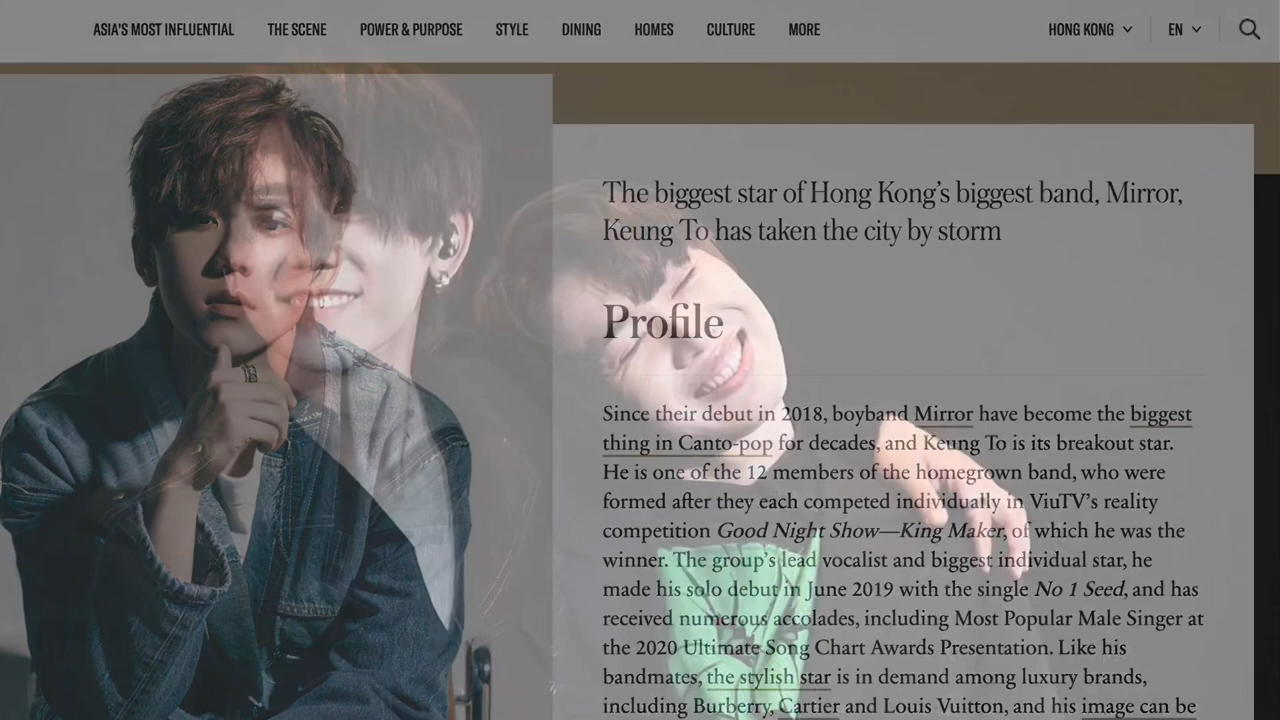 ASIA'S MOST INFLUENTIAL THE SCENE POWER & PURPOSE STYLE DINING HOMES CULTURE MORE HONG KONG EN
The biggest star of Hong Kong's biggest band, Mirror,
Keung To has taken the city by storm
Profile
Since their debut in 2018, boyband Mirror have become the biggest
thing in Canto-pop for decades, and Keung To is its breakout star.
He is one of the 12 members of the homegrown band, who were
formed after they each competed individually in ViuTV's reality
competition Good Night Show—King Maker, of which he was the
winner. The group's lead vocalist and biggest individual star, he
made his solo debut in June 2019 with the single No 1 Seed, and has
received numerous accolades, including Most Popular Male Singer at
the 2020 Ultimate Song Chart Awards Presentation. Like his
bandmates, the stylish star is in demand among luxury brands,
including Burberry, Cartier and Louis Vuitton, and his image can be